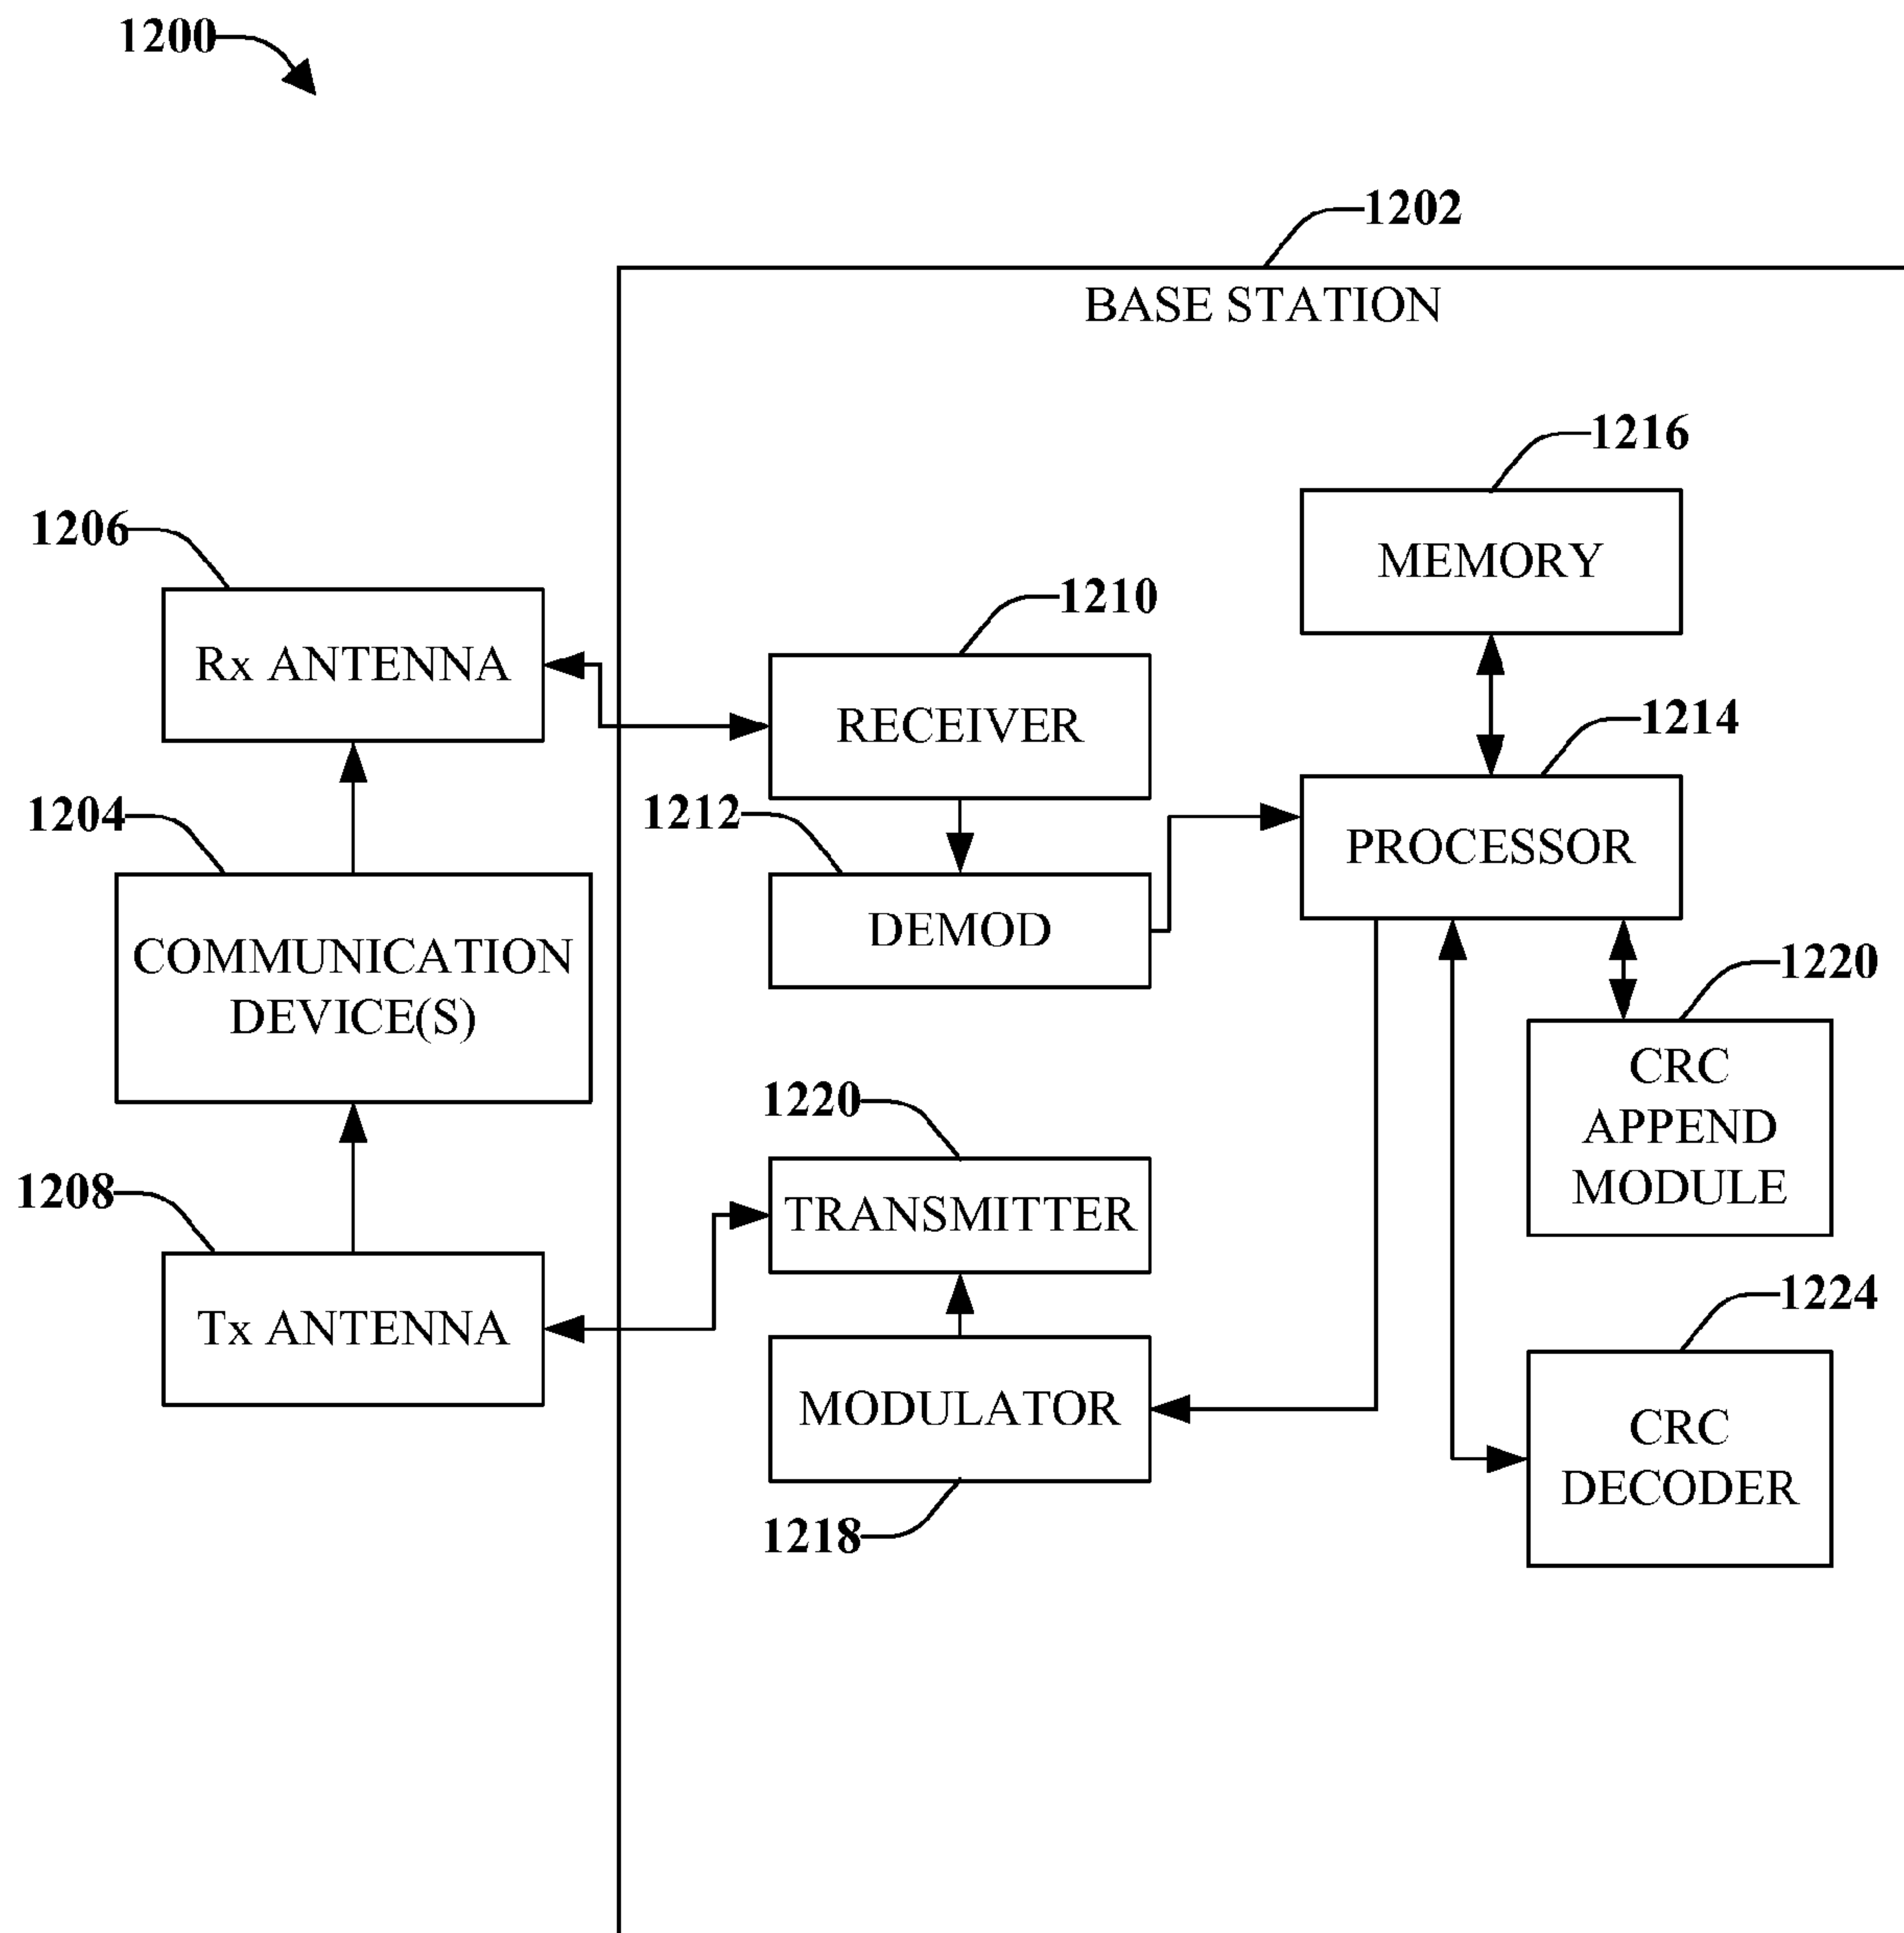 1200
1202
BASE STATION
1216
MEMORY
1206
Rx ANTENNA
1210
RECEIVER
1214
PROCESSOR
1204
COMMUNICATION
DEVICE(S)
1212
DEMOD
1220
CRC
APPEND
MODULE
1220
TRANSMITTER
1208
Tx ANTENNA
MODULATOR
1218
1224
CRC
DECODER